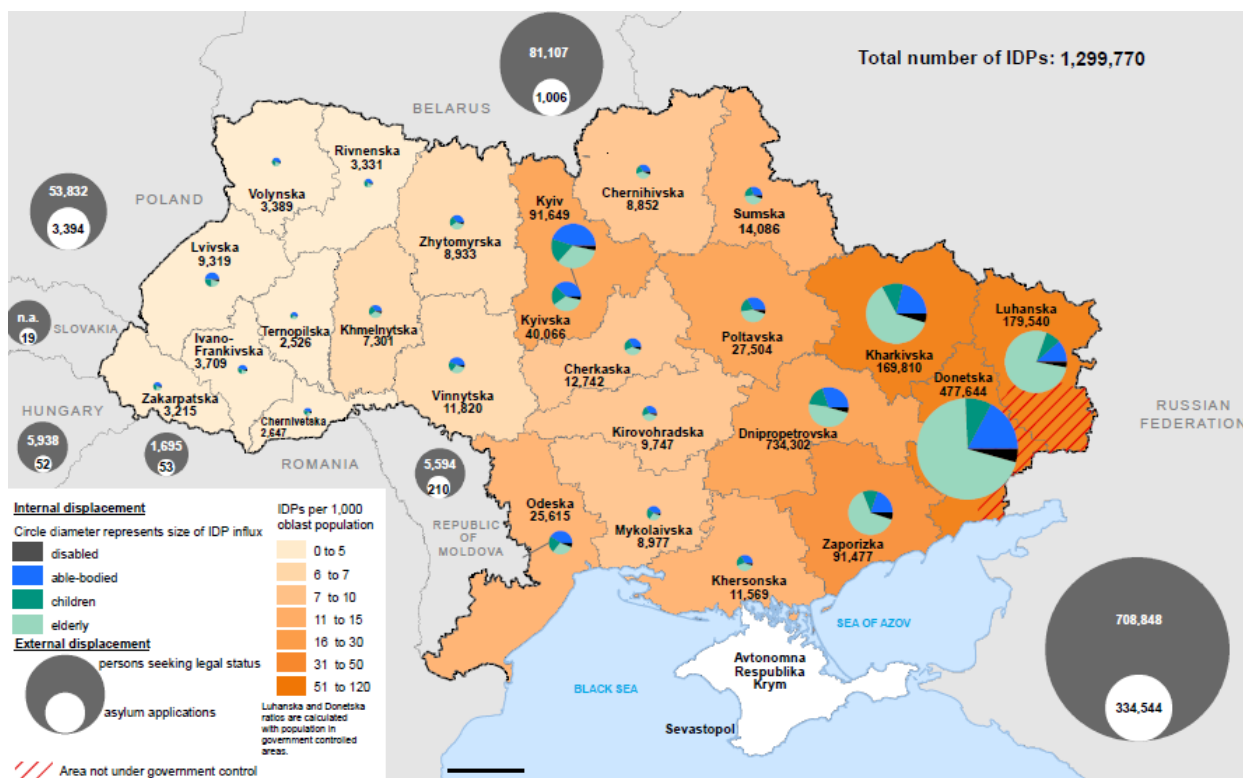 Total number of IDPs: 1,299,770
81,107
1,006
BELARUS
Rivnenska
3,331
Volynska
3,389
Kyiv
91,649
Chernihivska
8,852
53,832
3,394
POLAND
Sumska
14,086
Zhytomyrska
8,933
Lvivska
9,319
n.a.
19
SLOVAKIA
Ternopilska
2,526
Khmelnytska
7,301
Kyivska
40,066
Poltavska
27,504
Kharkivska
169,810
Luhanska
179,540
Ivano-
Frankivska
3,709
Cherkaska
12,742
Donetska
477,644
Zakarpatska
3,215
Vinnytska
11,820
HUNGARY
5,938
52
Chernivetska
2,647
1,695
53
ROMANIA
Kirovohradska
9,747
Dnipropetrovska
734,302
RUSSIAN
FEDERATION
5,594
210
REPUBLIC
OF
MOLDOVA
Odeska
25,615
Mykolaivska
8,977
Zaporizka
91,477
Khersonska
11,569
SEA OF AZOV
BLACK SEA
Avtonomna
Respublika
Krym
Sevastopol
708,848
334,544
Internal displacement
Circle diameter represents size of IDP influx
disabled
able-bodied
children
elderly
External displacement
persons seeking legal status
asylum applications
Area not under government control
IDPs per 1,000
oblast population
0 to 5
6 to 7
7 to 10
11 to 15
16 to 30
31 to 50
51 to 120
Luhanska and Donetska
ratios are calculated
with population in
government controlled
areas.